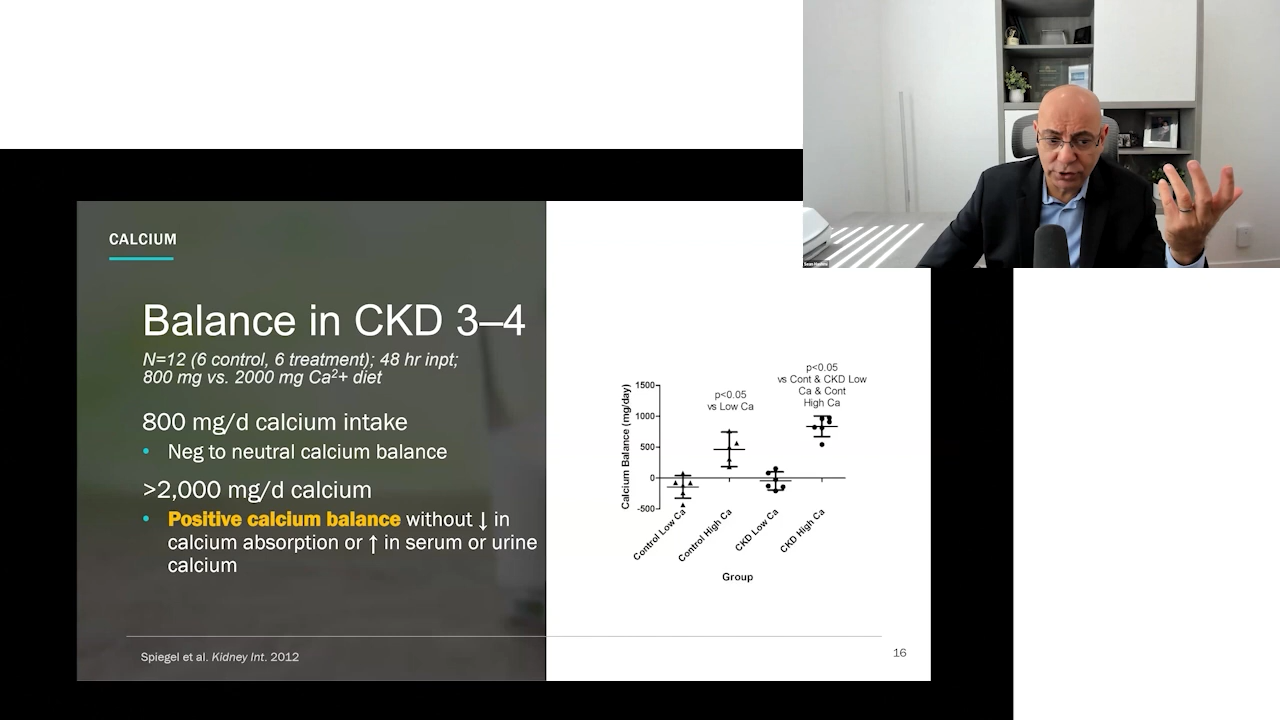 CALCIUM
Balance in CKD 3–4
N=12 (6 control, 6 treatment); 48 hr inpt;
800 mg vs. 2000 mg Ca²+ diet
800 mg/d calcium intake
• Neg to neutral calcium balance
>2,000 mg/d calcium
• Positive calcium balance without ↓ in
calcium absorption or ↑ in serum or urine
calcium
Spiegel et al. Kidney Int. 2012
p<0.05
vs Low Ca
p<0.05
vs Cont & CKD Low
Ca & Cont
High Ca
Calcium Balance (mg/day)
1500
1000
500
0
-500
Control Low Ca
Control High Ca
CKD Low Ca
CKD High Ca
Group
16